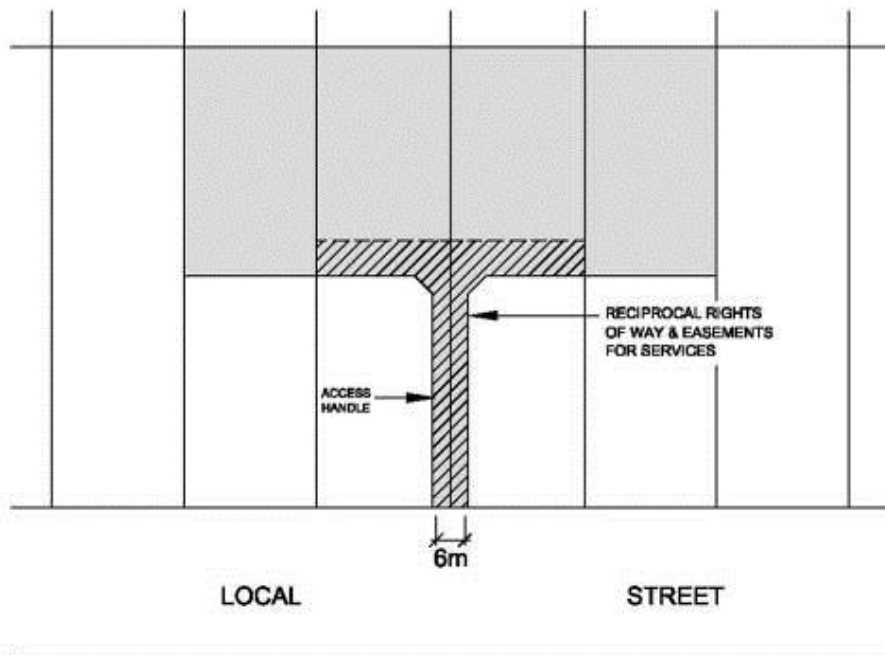 RECIPROCAL RIGHTS
OF WAY & EASEMENTS
FOR SERVICES
ACCESS
HANDLE
6m
LOCAL STREET